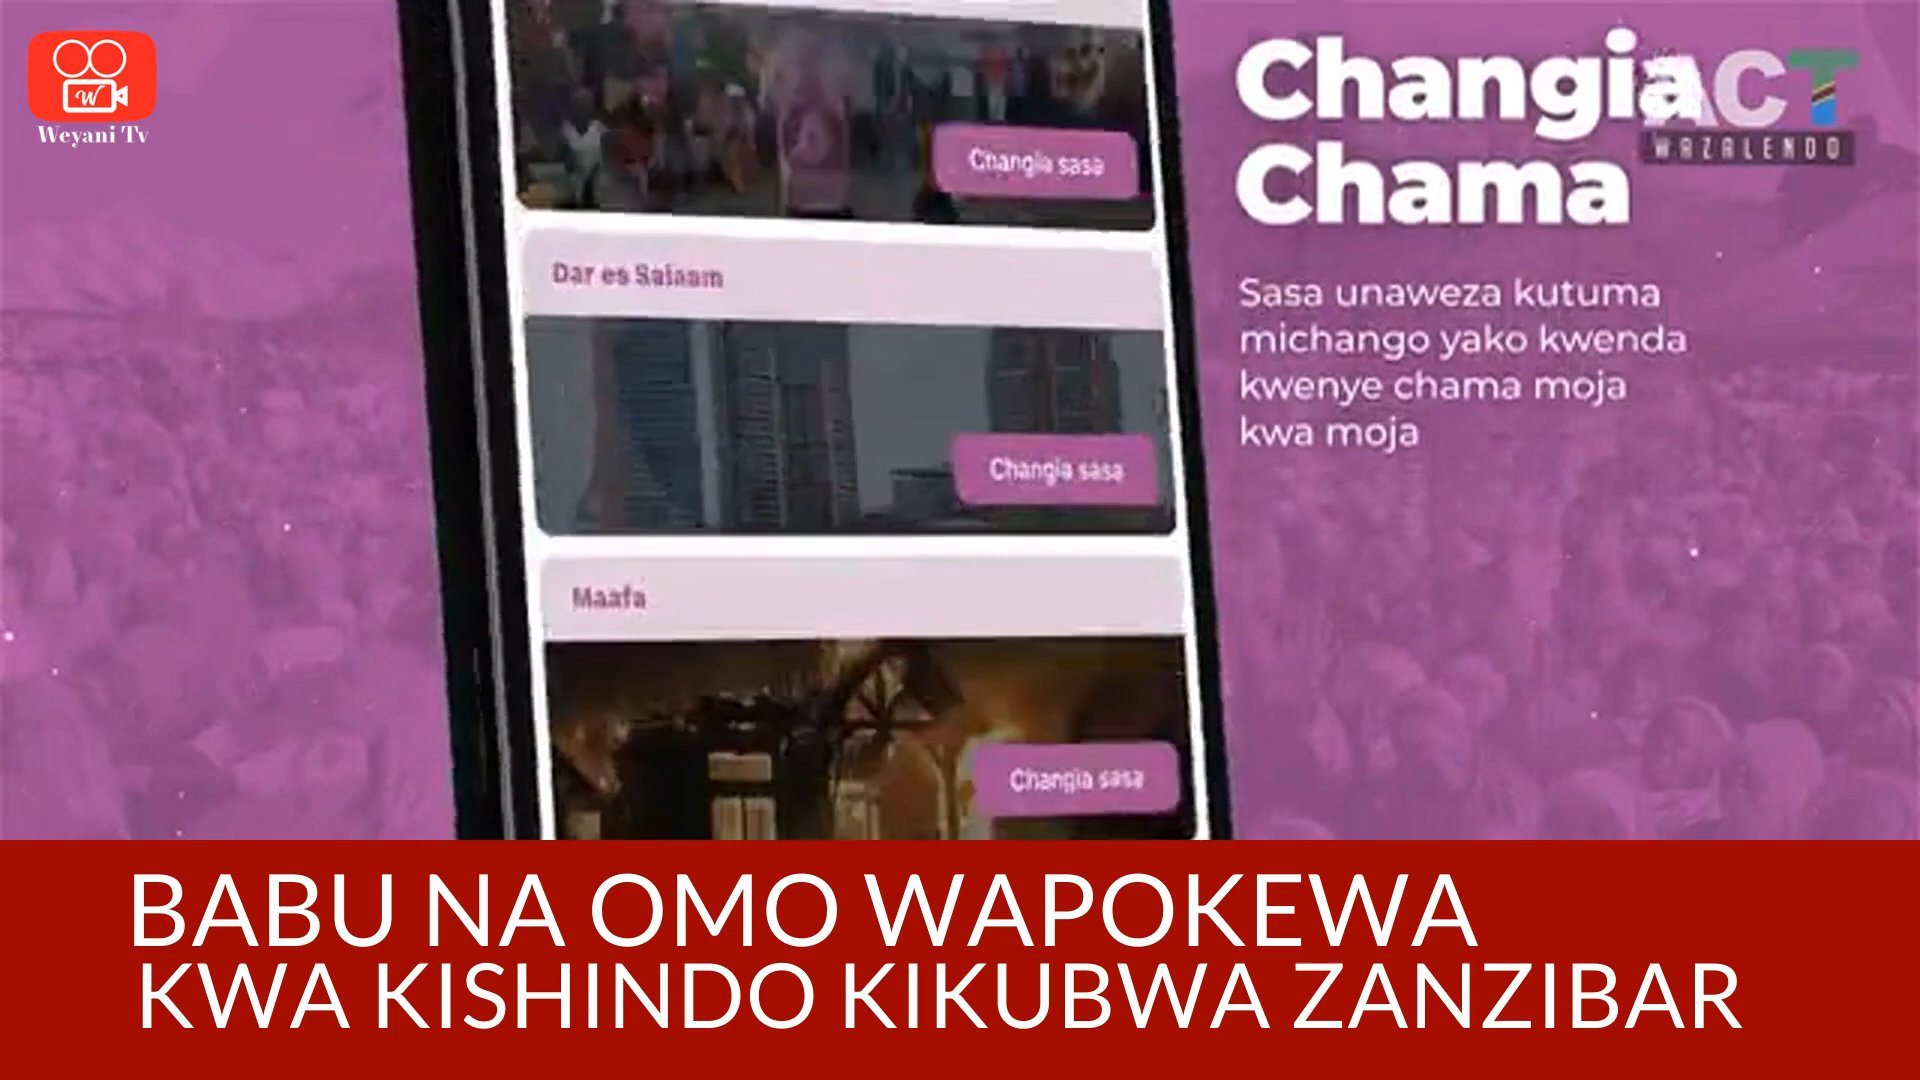 W
Weyani Tv
Changia
Chama
ACT
WAZALENDO
Sasa unaweza kutuma
michango yako kwenda
kwenye chama moja
kwa moja
Changia sasa
Dar es Salaam
Changia sasa
Maafa
Changia sasa
BABU NA OMO WAPOKEWA
KWA KISHINDO KIKUBWA ZANZIBAR